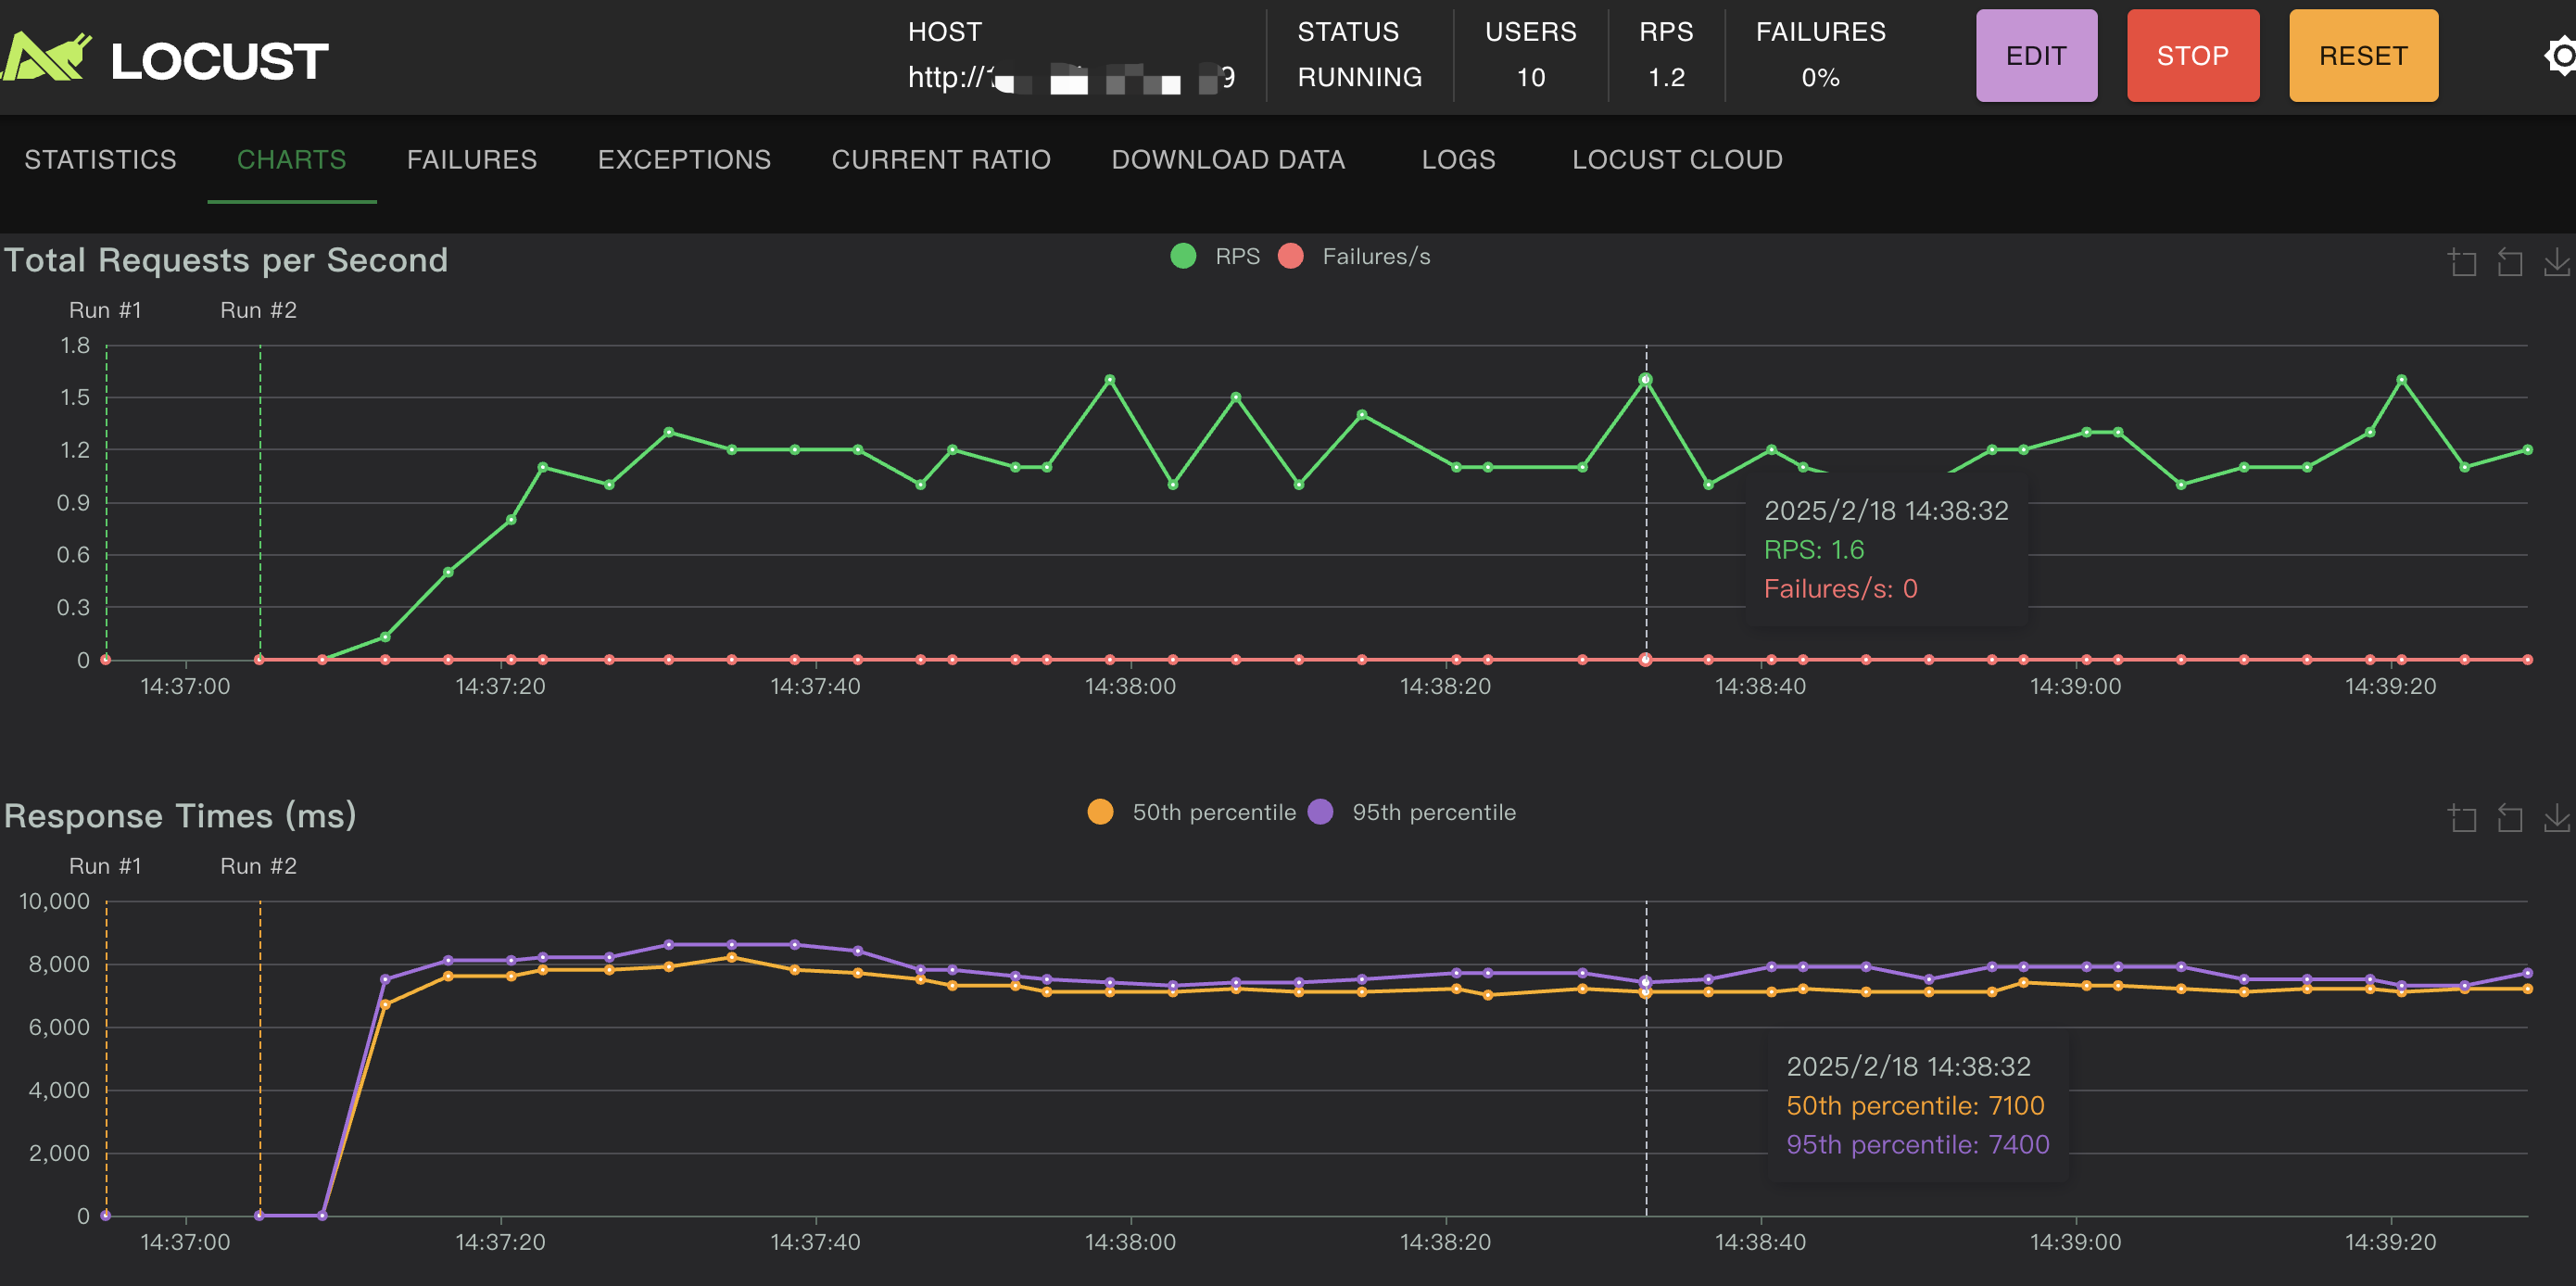 LOCUST
HOST
http://
STATUS
RUNNING
USERS
10
RPS
1.2
FAILURES
0%
EDIT
STOP
RESET
STATISTICS
CHARTS
FAILURES
EXCEPTIONS
CURRENT RATIO
DOWNLOAD DATA
LOGS
LOCUST CLOUD
Total Requests per Second
RPS
Failures/s
Run #1
Run #2
1.8
1.5
1.2
0.9
0.6
0.3
0
2025/2/18 14:38:32
RPS: 1.6
Failures/s: 0
14:37:00
14:37:20
14:37:40
14:38:00
14:38:20
14:38:40
14:39:00
14:39:20
Response Times (ms)
50th percentile
95th percentile
Run #1
Run #2
10,000
8,000
6,000
4,000
2,000
0
2025/2/18 14:38:32
50th percentile: 7100
95th percentile: 7400
14:37:00
14:37:20
14:37:40
14:38:00
14:38:20
14:38:40
14:39:00
14:39:20